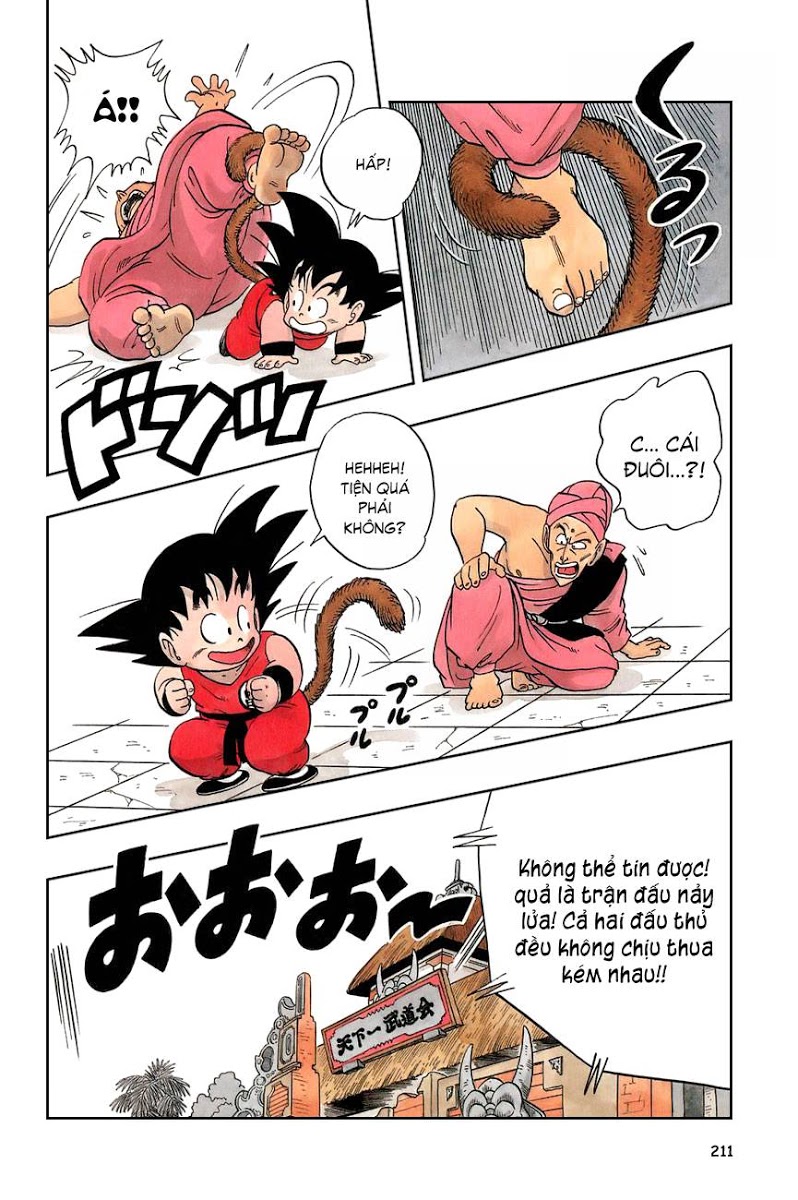 くるっ
Á!!
HẤP!
ドンッ
C... CÁI
ĐUÔI...?!
HEHHEH!
TIỆN QUÁ
PHẢI
KHÔNG?
プルプル
おおお〜
Không thể tin được!
quả là trận đấu nảy
lửa! Cả hai đấu thủ
đều không chịu thua
kém nhau!!
天下一武道会
211